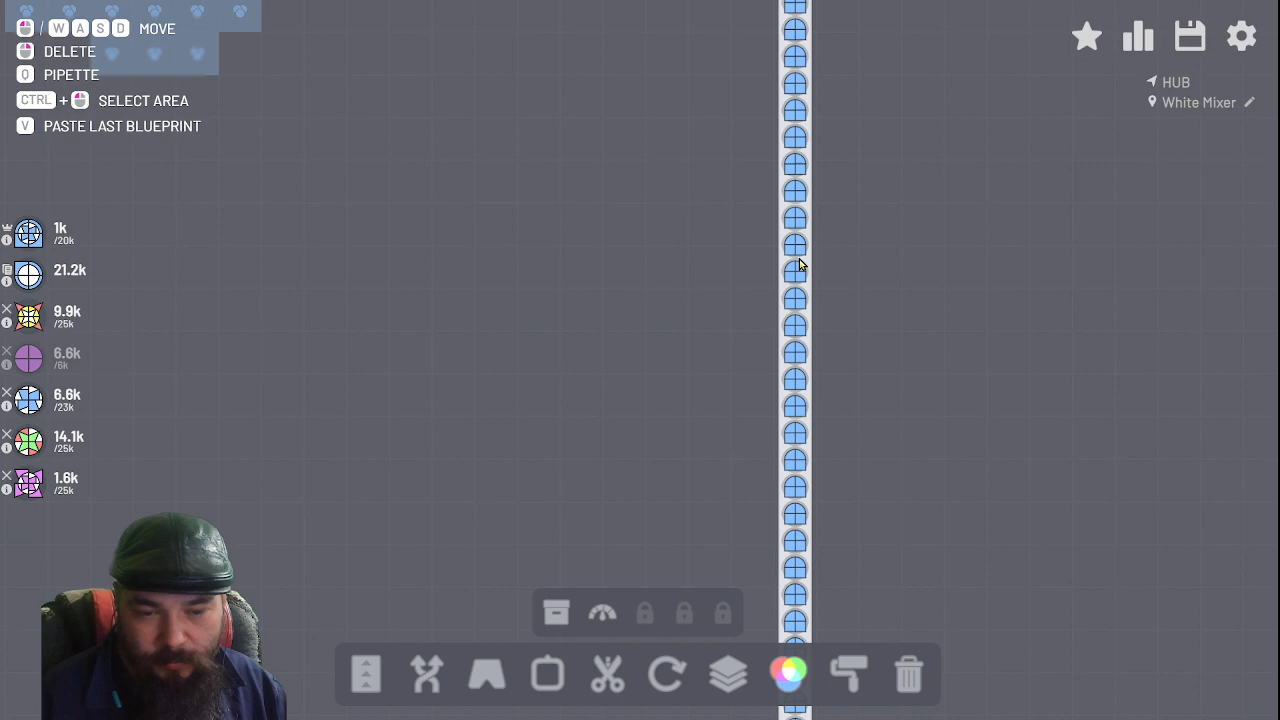 / W A S D MOVE
DELETE
Q PIPETTE
CTRL + SELECT AREA
V PASTE LAST BLUEPRINT
HUB
White Mixer
1k
/20k
21.2k
9.9k
/25k
6.6k
/6k
6.6k
/23k
14.1k
/25k
1.6k
/25k